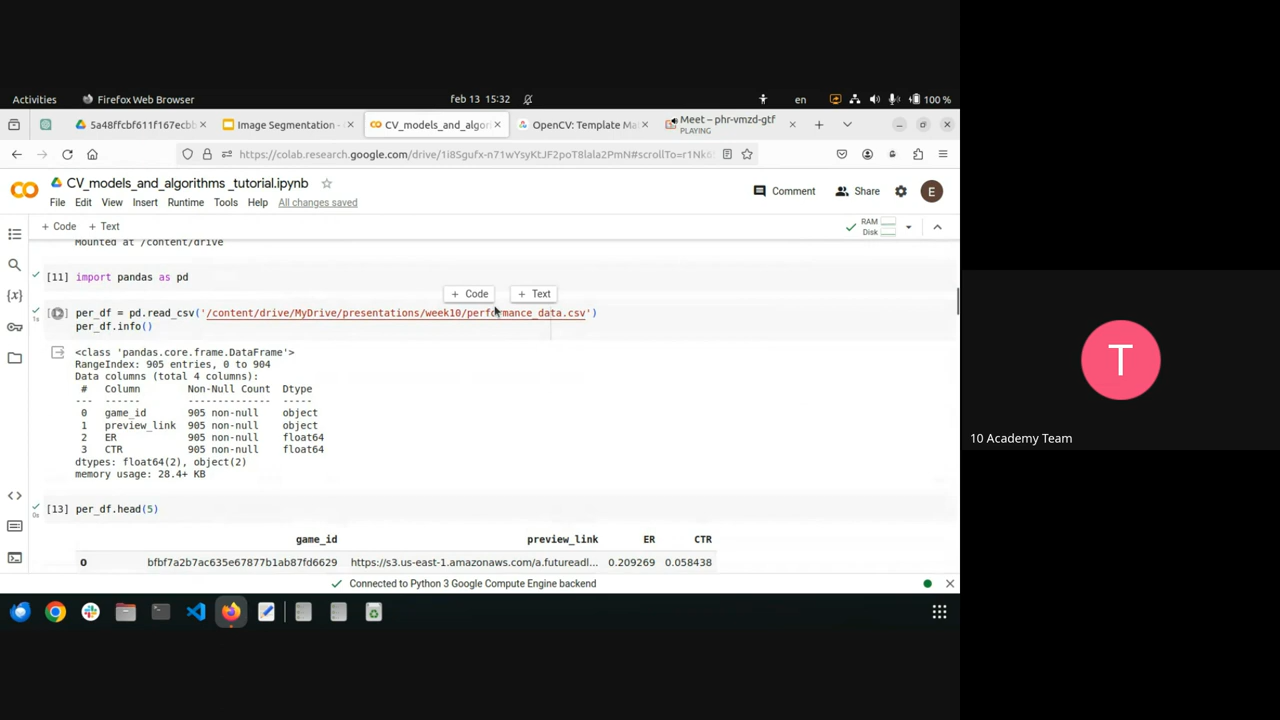 Activities
Firefox Web Browser
feb 13 15:32
en
100 %
5a48ffcbf611f167ecbb
Image Segmentation -
CV_models_and_algor
OpenCV: Template Ma
Meet – phr-vmzd-gtf
PLAYING
https://colab.research.google.com/drive/1i8Sgufx-n71wYsyKtJF2poT8lala2PmN#scrollTo=r1Nk6
CV_models_and_algorithms _tutorial.ipynb
Comment
Share
E
File Edit View Insert Runtime Tools Help All changes saved
+ Code + Text
RAM
Disk
Mounted at /content/drive
[11] import pandas as pd
+ Code + Text
1s
per_df = pd.read_csv('/content/drive/MyDrive/presentations/week10/performance_data.csv')
per_df.info()
<class 'pandas.core.frame.DataFrame'>
RangeIndex: 905 entries, 0 to 904
Data columns (total 4 columns):
# Column Non-Null Count Dtype
--- ------ -------------- -----
0 game_id 905 non-null object
1 preview_link 905 non-null object
2 ER 905 non-null float64
3 CTR 905 non-null float64
dtypes: float64(2), object(2)
memory usage: 28.4+ KB
[13] per_df.head(5)
0s
game_id preview_link ER CTR
0 bfbf7a2b7ac635e67877b1ab87fd6629 https://s3.us-east-1.amazonaws.com/a.futureadl... 0.209269 0.058438
Connected to Python 3 Google Compute Engine backend
T
10 Academy Team